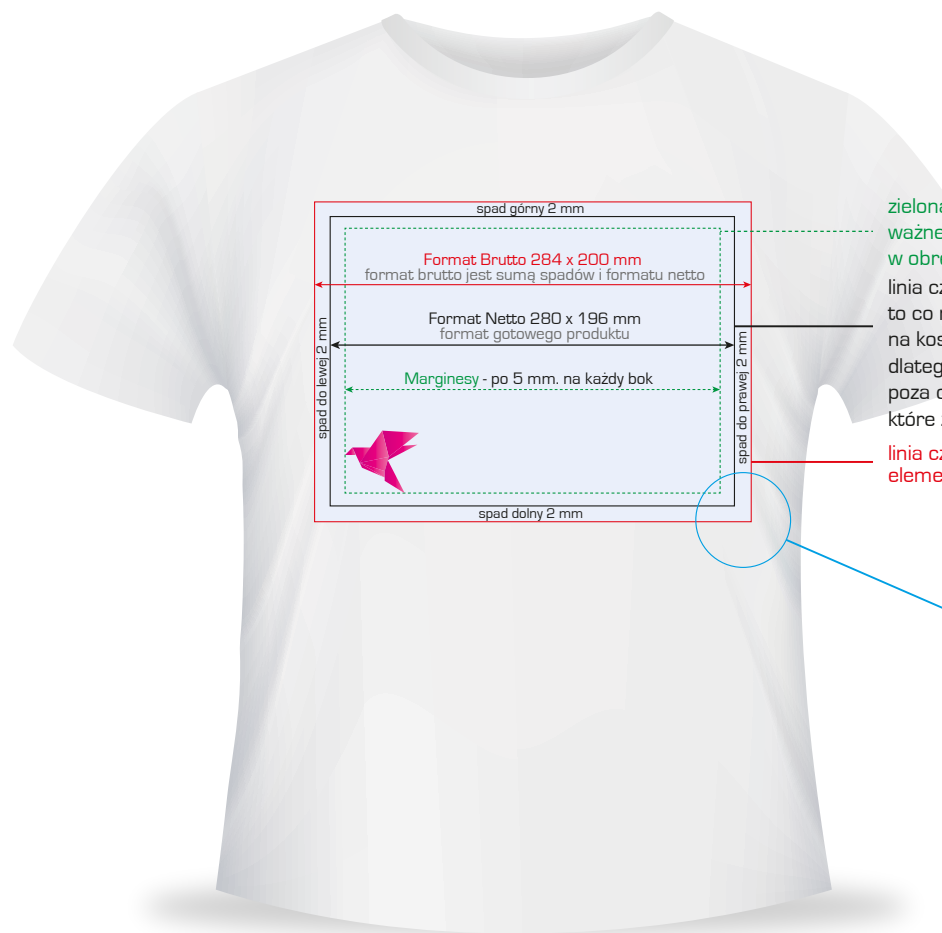 spad górny 2 mm
Format Brutto 284 x 200 mm
format brutto jest sumą spadów i formatu netto
Format Netto 280 x 196 mm
format gotowego produktu
Marginesy - po 5 mm. na każdy bok
spad do lewej 2 mm
spad do prawej 2 mm
spad dolny 2 mm
zielona
ważne
w obrę
linia cz
to co
na kos
dlateg
poza
które
linia cz
eleme